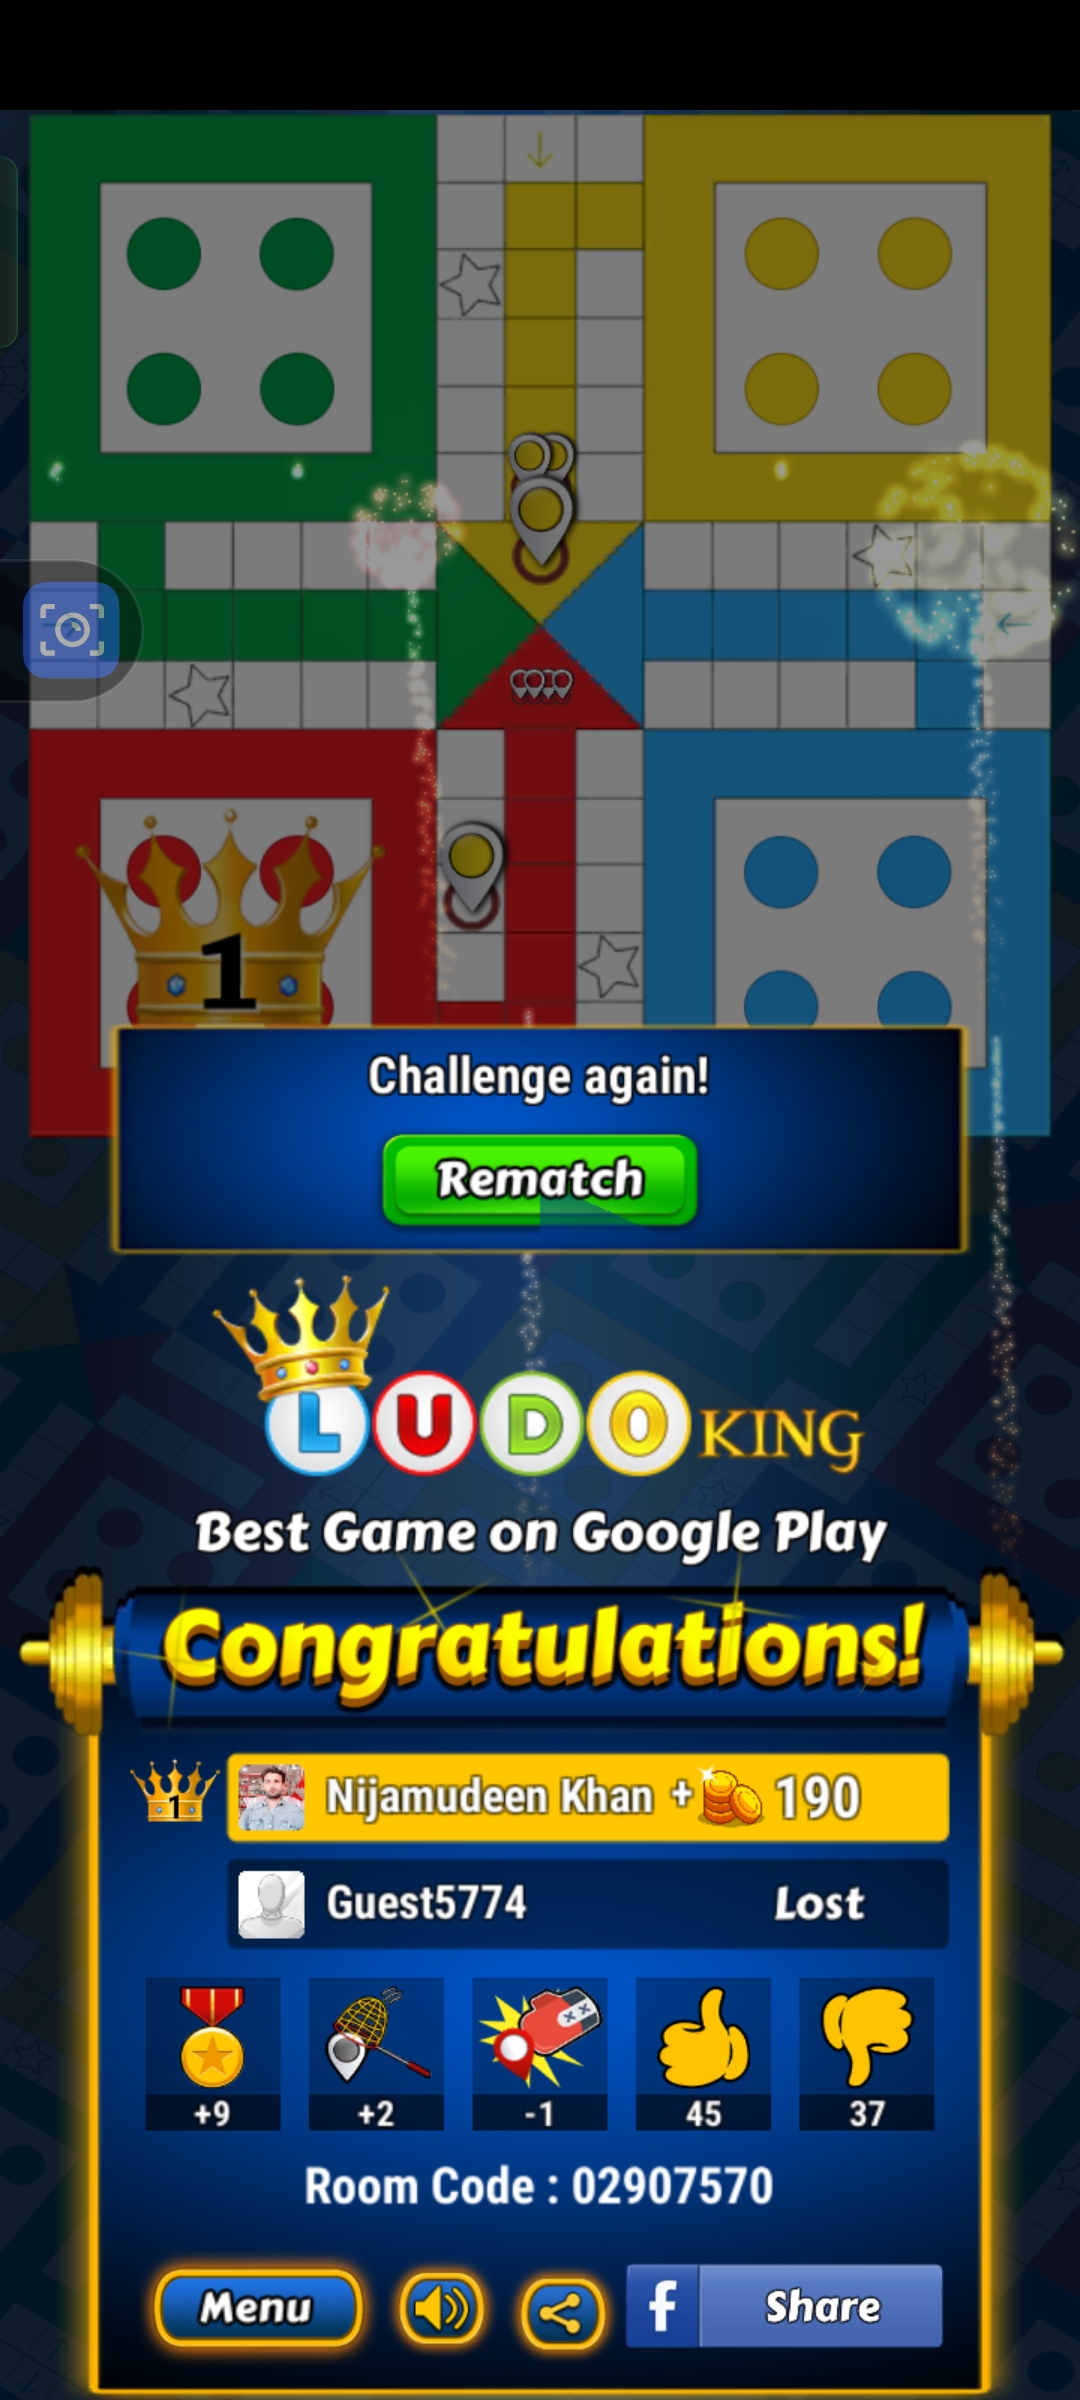 1
Challenge again!
Rematch
LUDO KING
Best Game on Google Play
Congratulations!
1 Nijamudeen Khan + 190
Guest5774 Lost
+9 +2 -1 45 37
Room Code : 02907570
Menu f Share